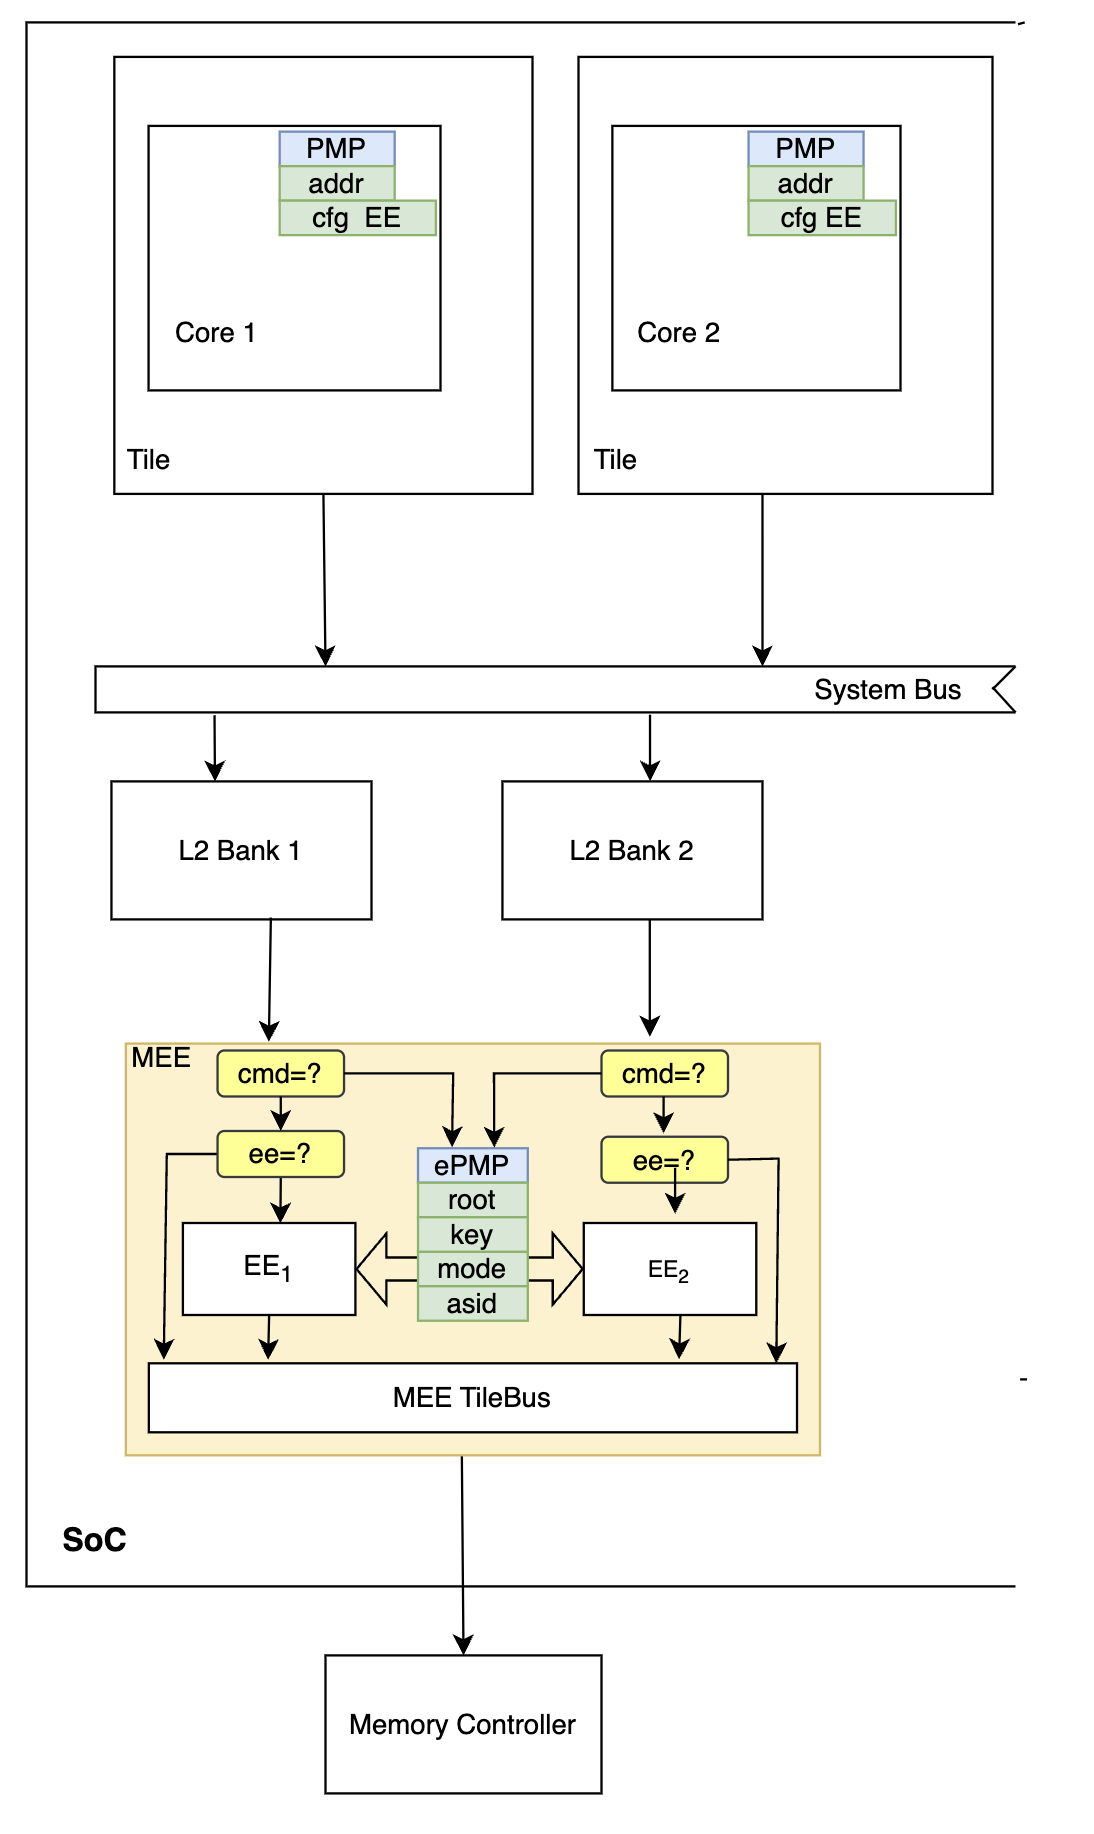 PMP
addr
cfg EE
Core 1
Tile
PMP
addr
cfg EE
Core 2
Tile
System Bus
L2 Bank 1
L2 Bank 2
MEE
cmd=?
cmd=?
ee=?
ee=?
ePMP
root
key
mode
asid
EE1
EE2
MEE TileBus
SoC
Memory Controller